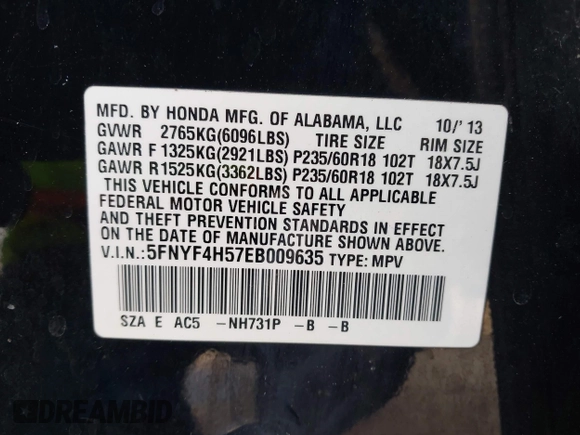 MFD. BY HONDA MFG. OF ALABAMA, LLC 10/'13
GVWR 2765KG(6096LBS) TIRE SIZE RIM SIZE
GAWR F 1325KG(2921LBS) P235/60R18 102T 18X7.5J
GAWR R 1525KG(3362LBS) P235/60R18 102T 18X7.5J
THIS VEHICLE CONFORMS TO ALL APPLICABLE
FEDERAL MOTOR VEHICLE SAFETY
AND THEFT PREVENTION STANDARDS IN EFFECT
ON THE DATE OF MANUFACTURE SHOWN ABOVE.
V.I.N.:5FNYF4H57EB009635 TYPE: MPV
SZA E AC5 -NH731P -B -B
DREAMBID